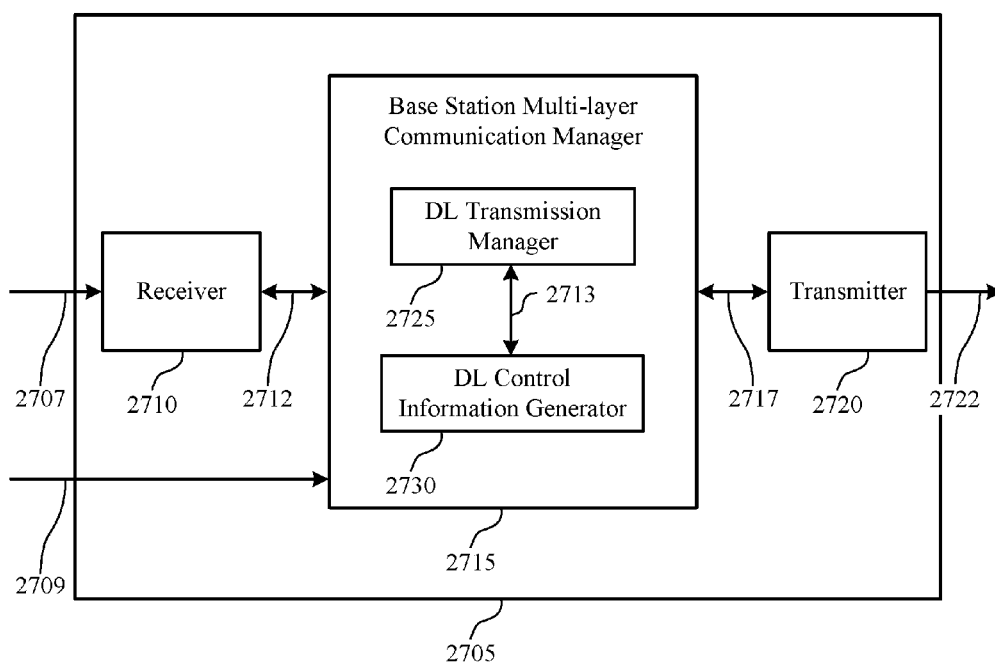 Base Station Multi-layer
Communication Manager
DL Transmission
Manager
Receiver
2713
Transmitter
2725
2707
2710
2712
DL Control
Information Generator
2717
2720
2722
2730
2715
2709
2705